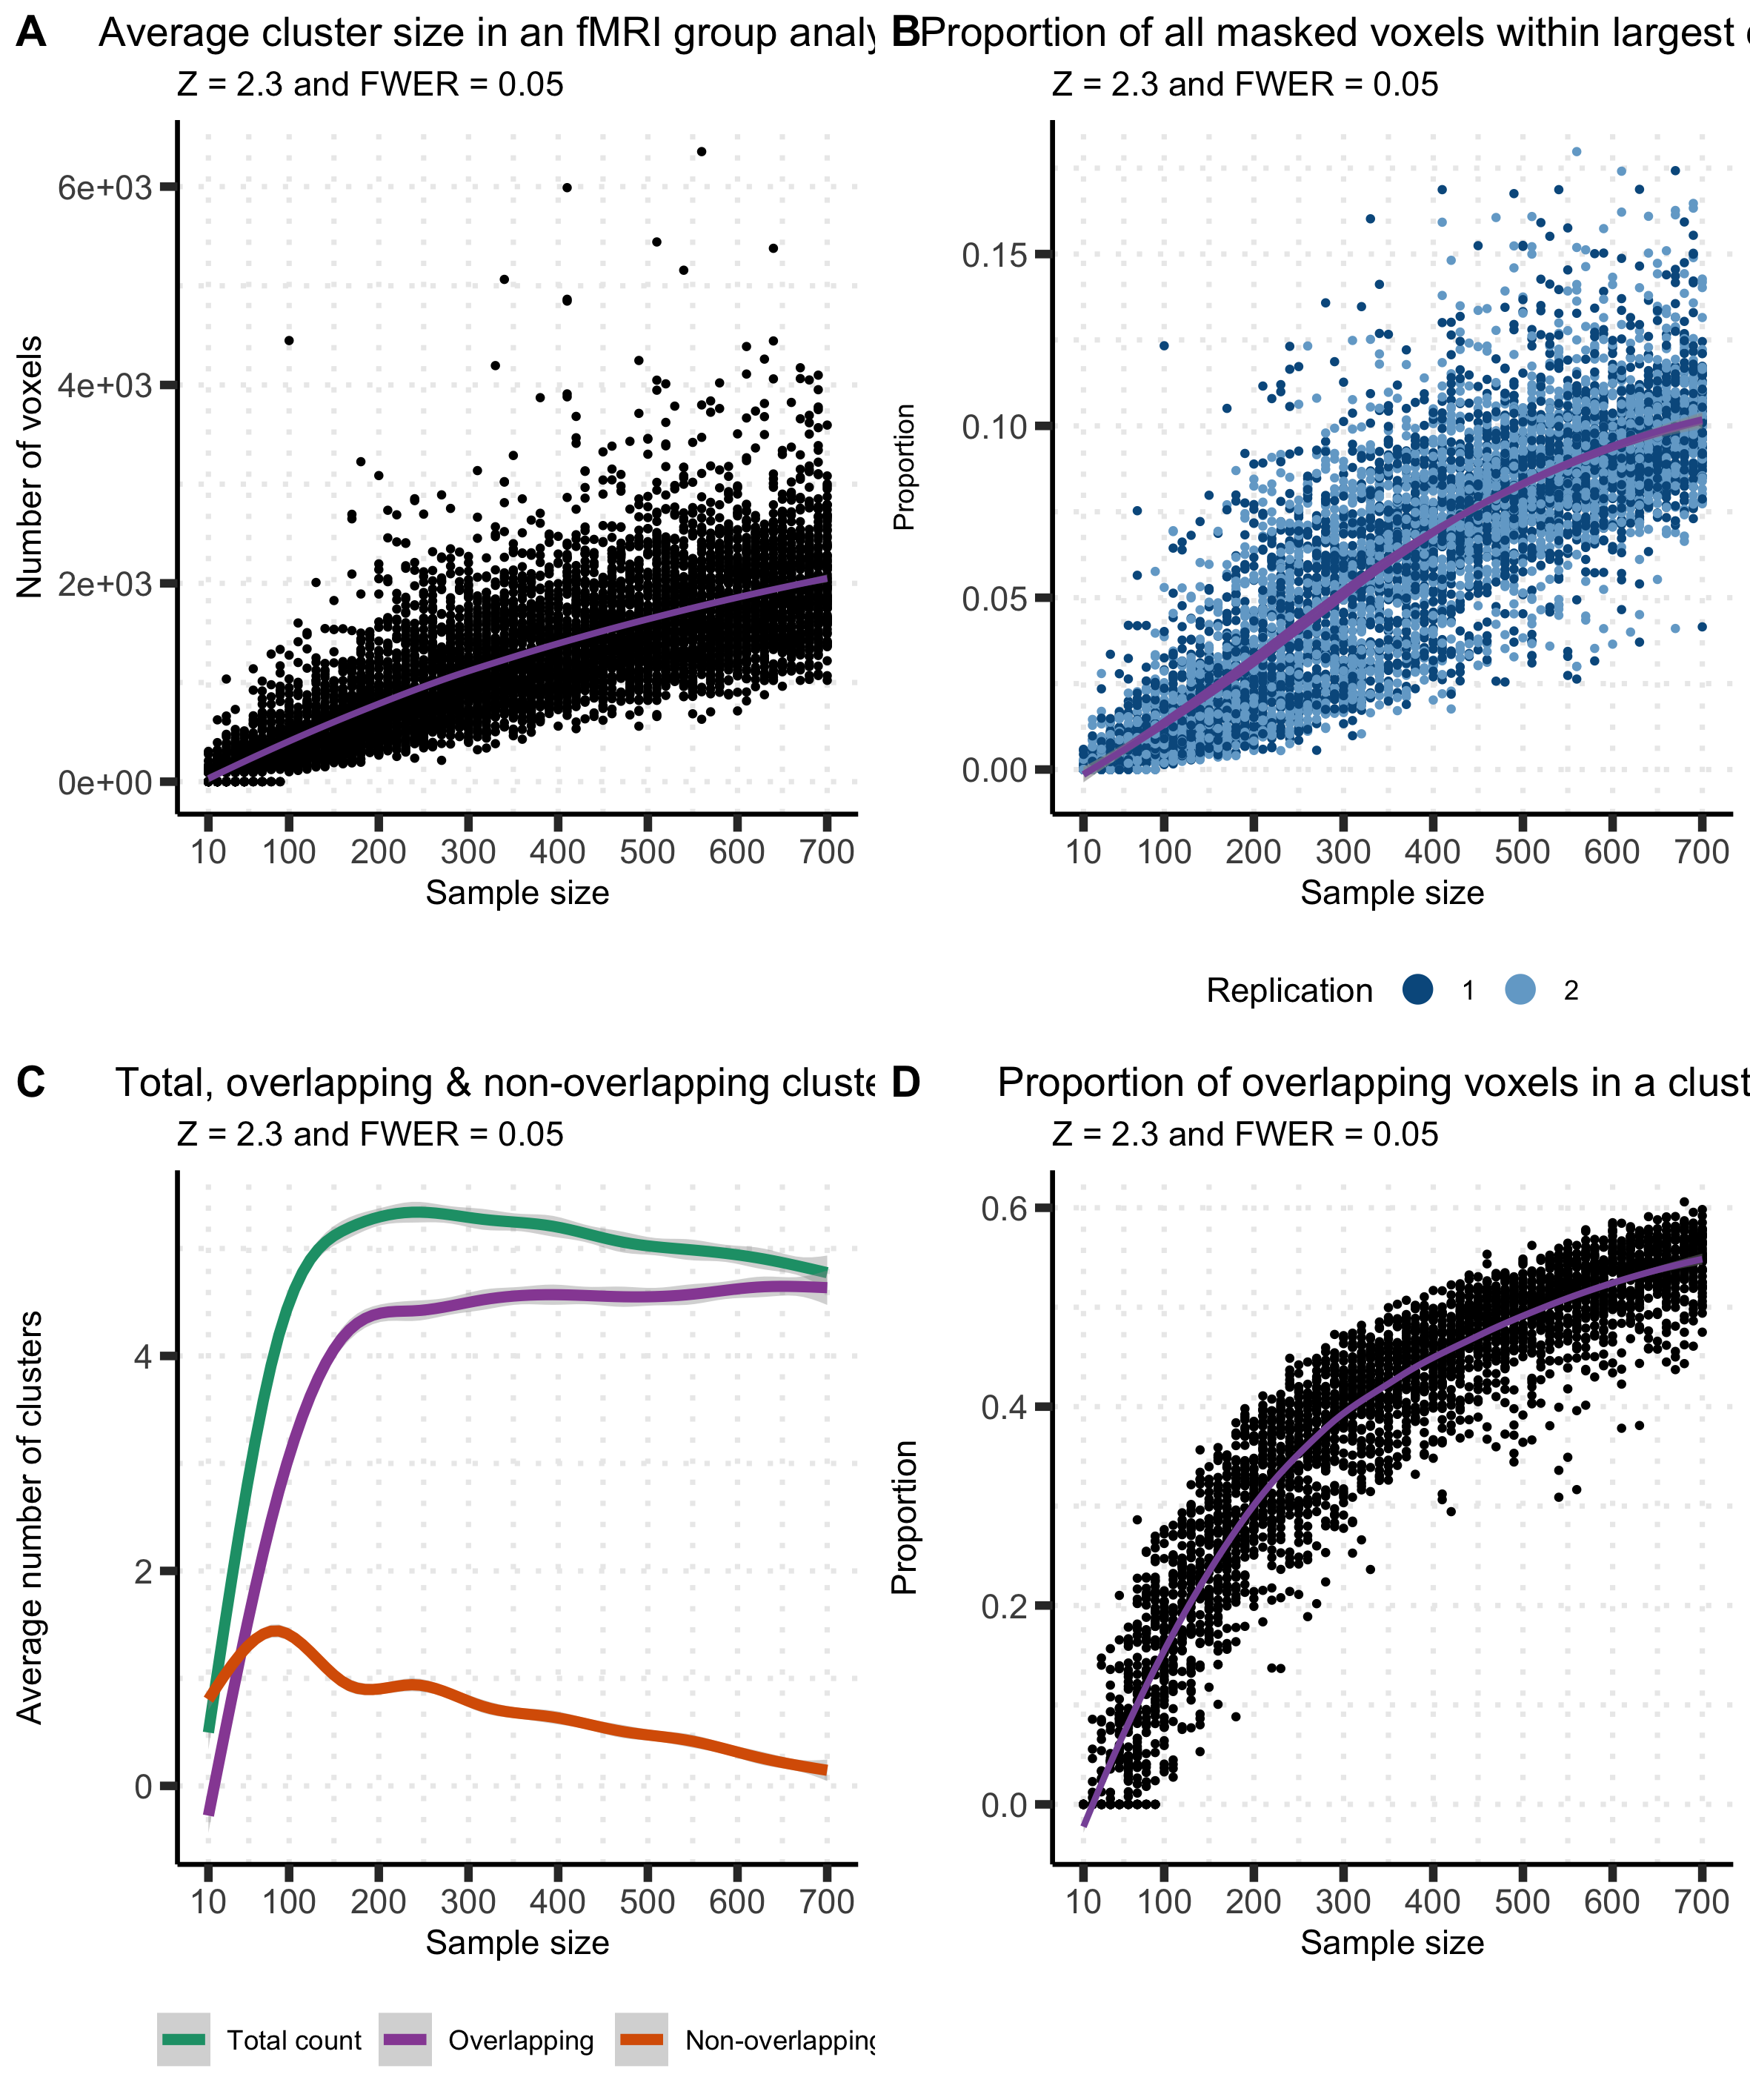 A
Average cluster size in an fMRI group analy
Z = 2.3 and FWER = 0.05
Number of voxels
6e+03
4e+03
2e+03
0e+00
10 100 200 300 400 500 600 700
Sample size
B
Proportion of all masked voxels within largest
Z = 2.3 and FWER = 0.05
Proportion
0.15
0.10
0.05
0.00
10 100 200 300 400 500 600 700
Sample size
Replication 1 2
C
Total, overlapping & non-overlapping cluste
Z = 2.3 and FWER = 0.05
Average number of clusters
4
2
0
10 100 200 300 400 500 600 700
Sample size
Total count Overlapping Non-overlapping
D
Proportion of overlapping voxels in a clust
Z = 2.3 and FWER = 0.05
Proportion
0.6
0.4
0.2
0.0
10 100 200 300 400 500 600 700
Sample size